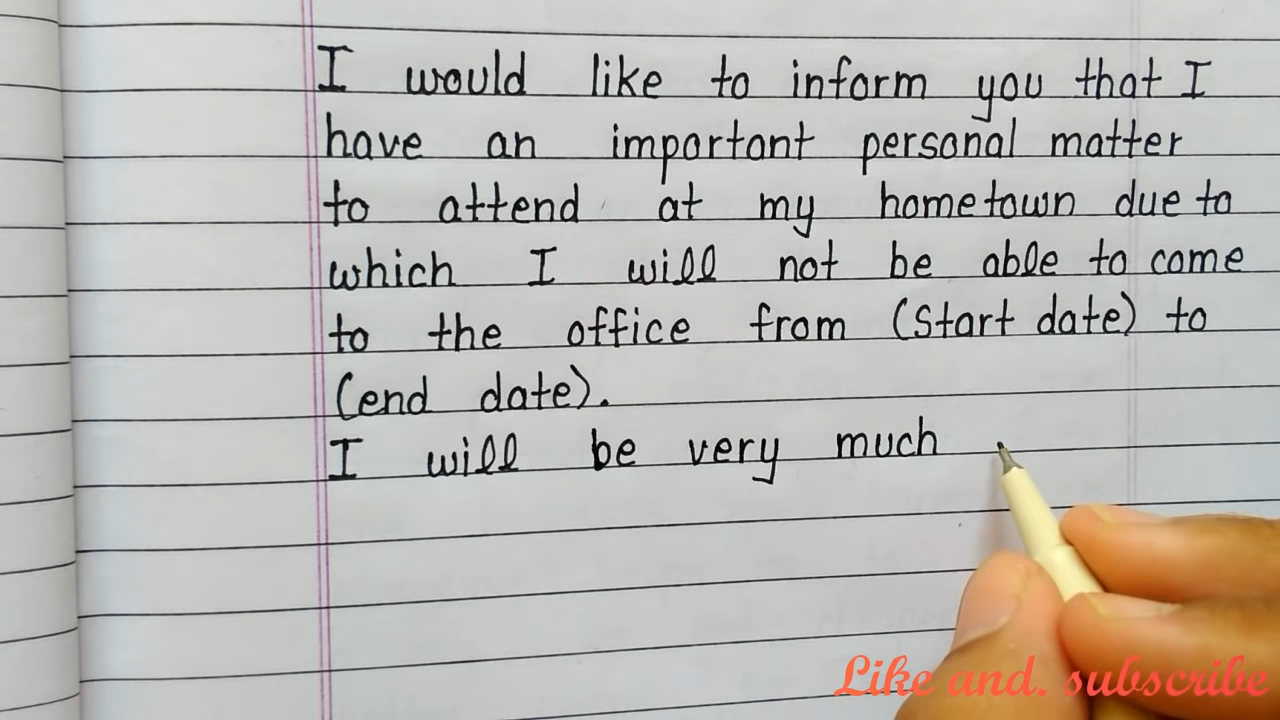 I would like to inform you that I
have an important personal matter
to attend at my hometown due to
which I will not be able to come
to the office from (Start date) to
(end date).
I will be very much
Like and. subscribe